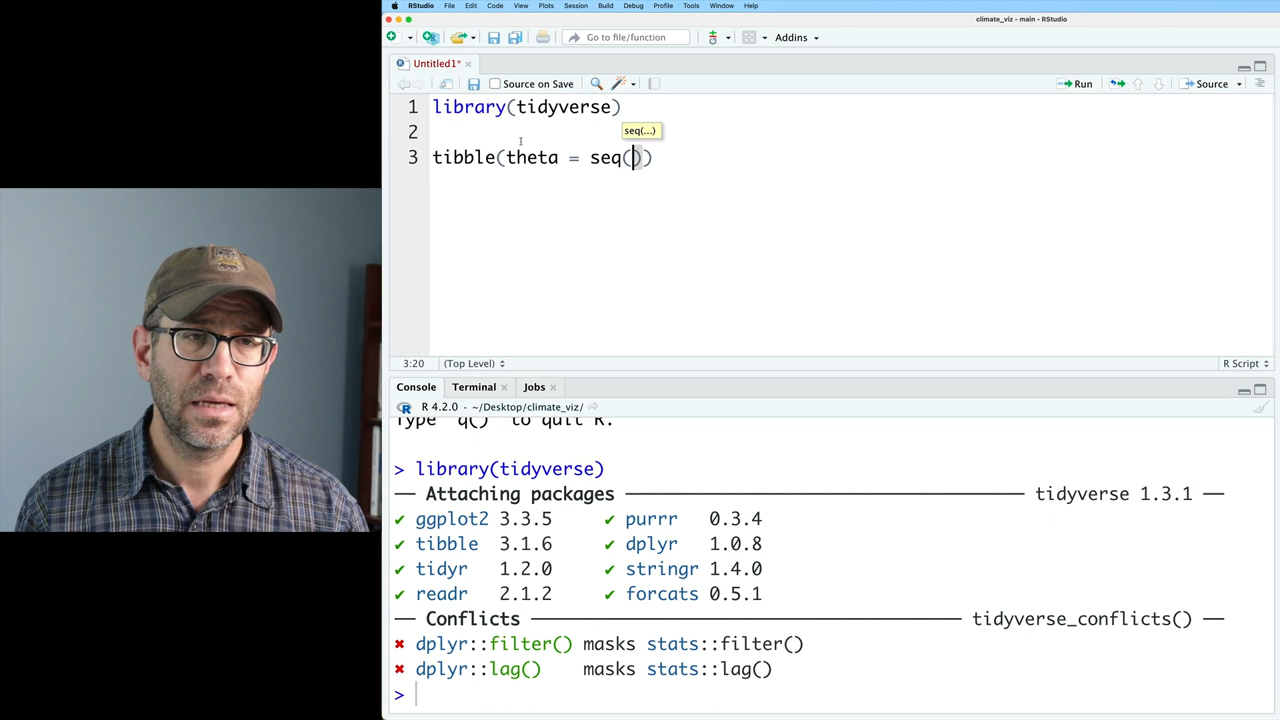 RStudio File Edit Code View Plots Session Build Debug Profile Tools Window Help
climate_viz - main - RStudio
Go to file/function Addins
Untitled1*
Source on Save Run Source
1 library(tidyverse)
2 seq(...)
3 tibble(theta = seq())
3:20 (Top Level) R Script
Console Terminal Jobs
R 4.2.0 · ~/Desktop/climate_viz/
Type 'q()' to quit R.
> library(tidyverse)
── Attaching packages ── tidyverse 1.3.1 ──
✔ ggplot2 3.3.5 ✔ purrr 0.3.4
✔ tibble 3.1.6 ✔ dplyr 1.0.8
✔ tidyr 1.2.0 ✔ stringr 1.4.0
✔ readr 2.1.2 ✔ forcats 0.5.1
── Conflicts ── tidyverse_conflicts() ──
✖ dplyr::filter() masks stats::filter()
✖ dplyr::lag() masks stats::lag()
>